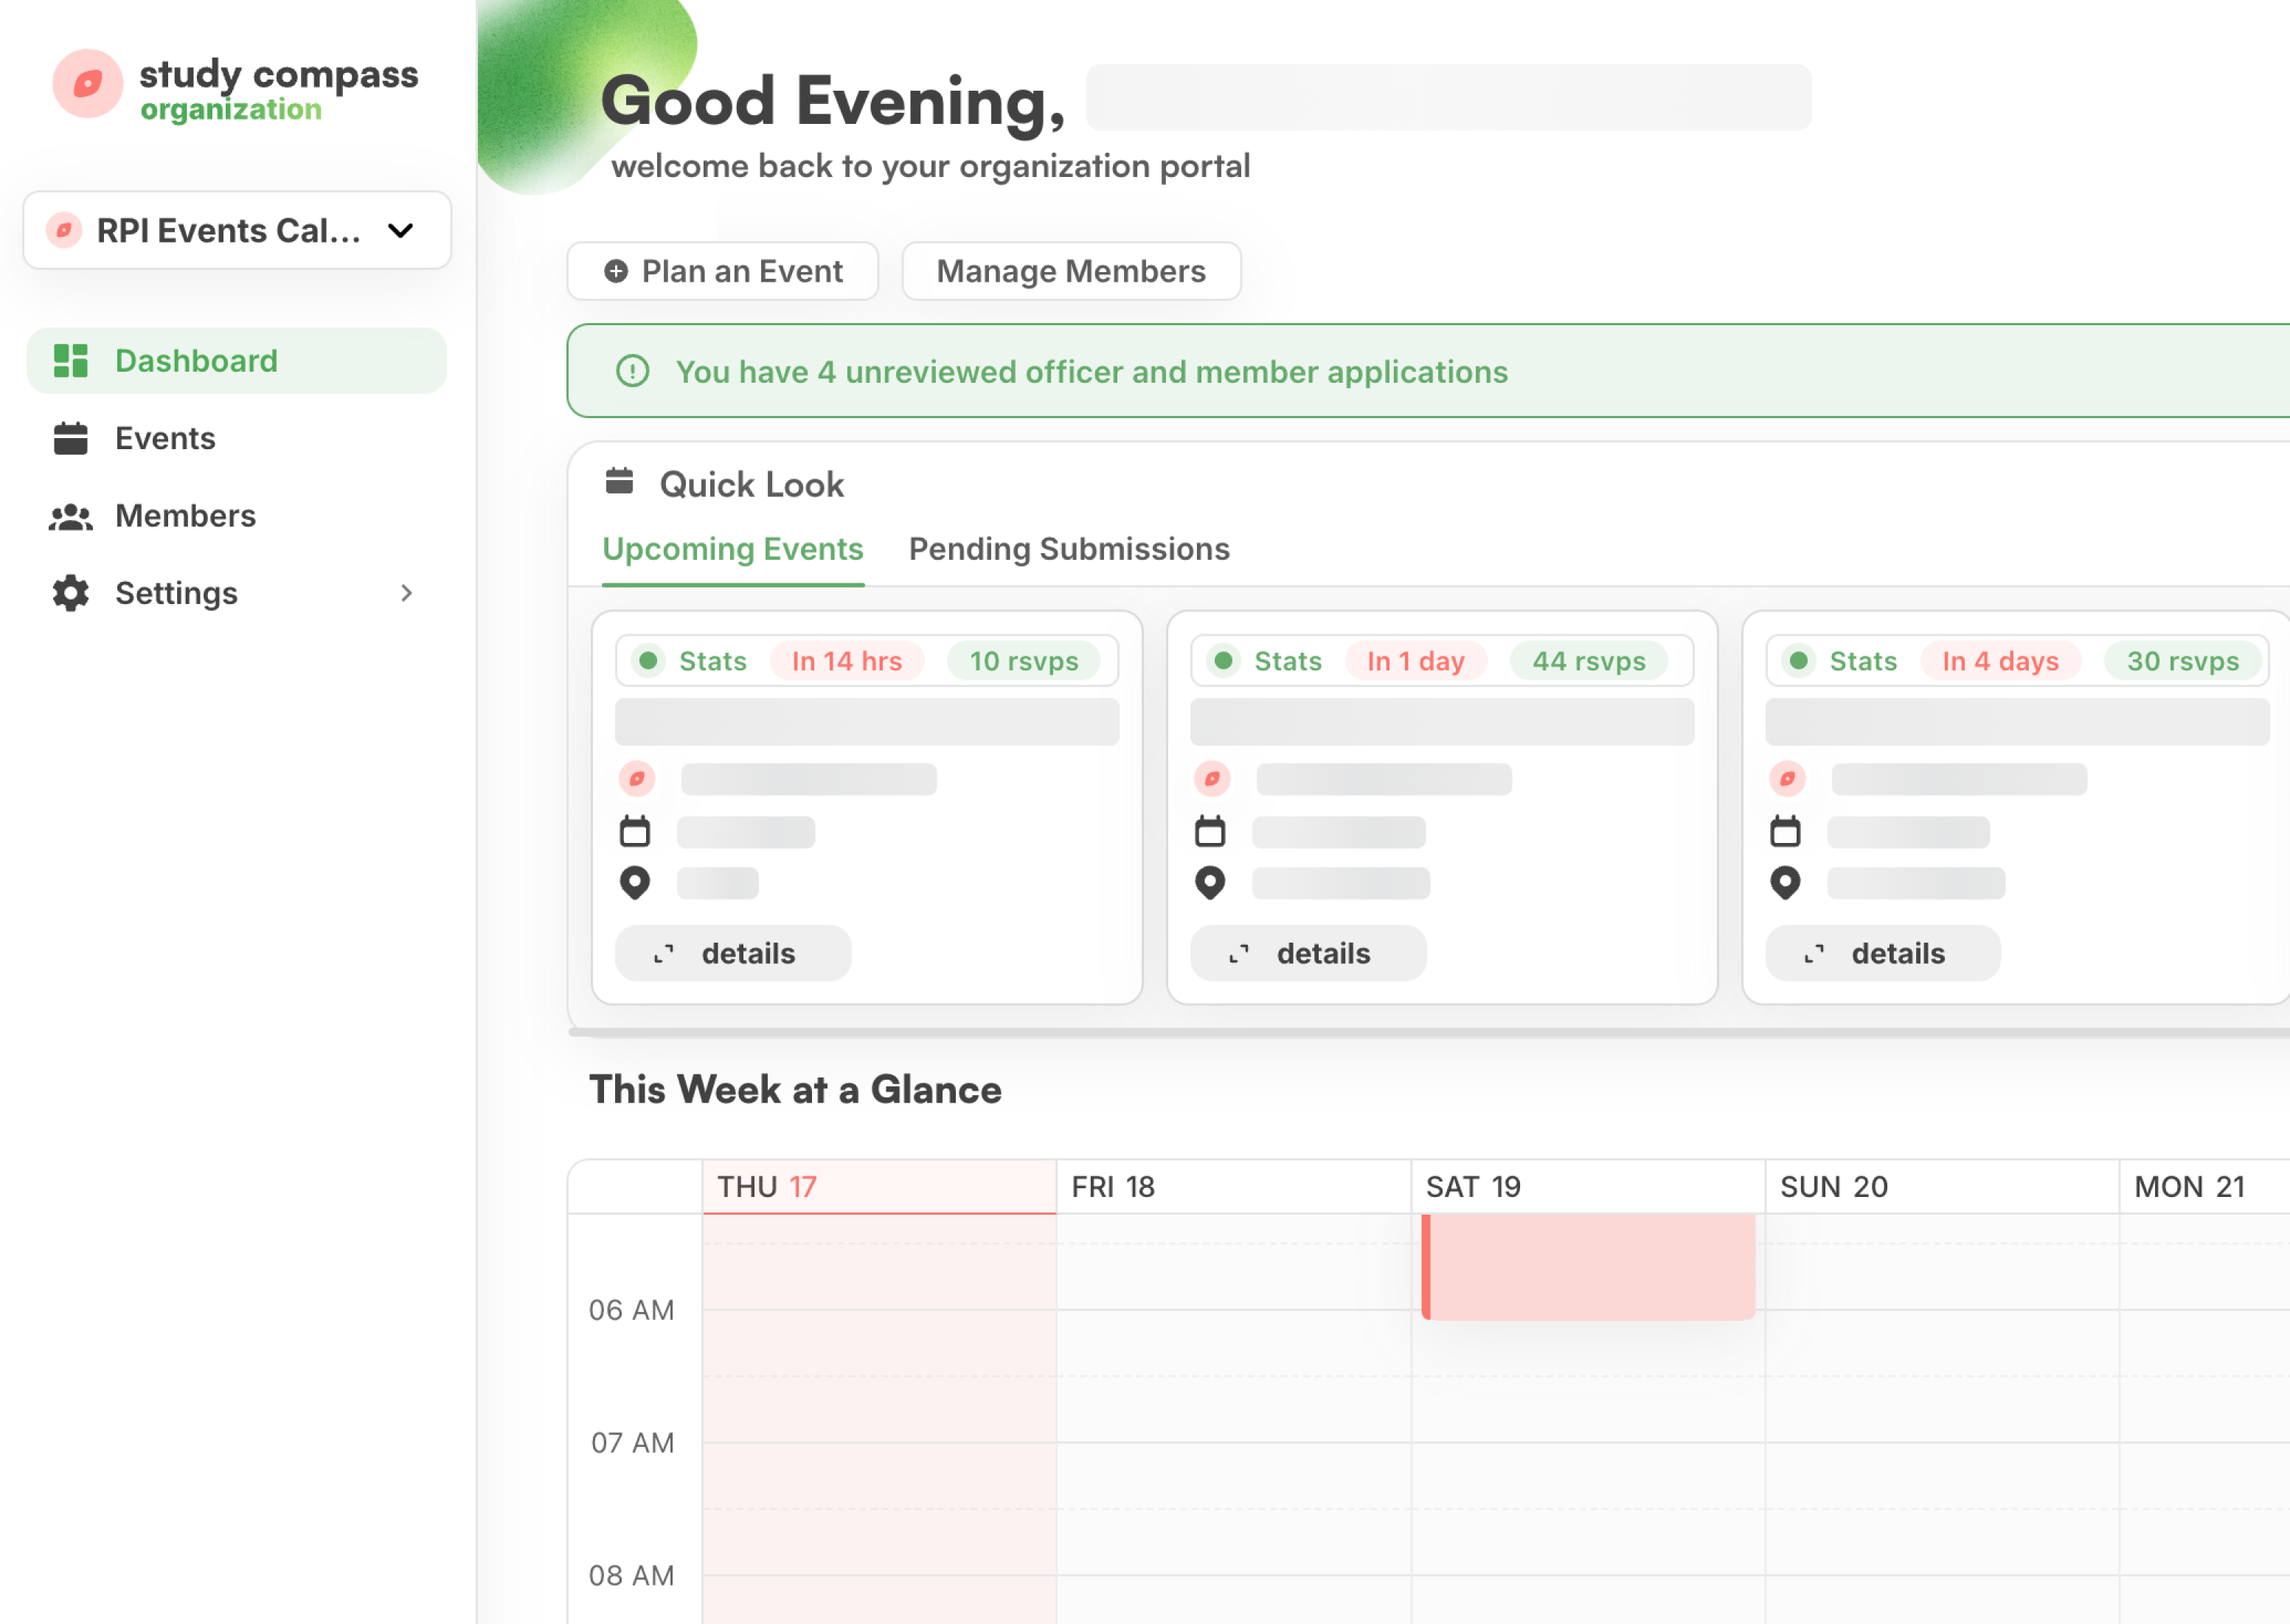 study compass
organization
RPI Events Cal...
Dashboard
Events
Members
Settings
Good Evening,
welcome back to your organization portal
Plan an Event
Manage Members
You have 4 unreviewed officer and member applications
Quick Look
Upcoming Events
Pending Submissions
Stats In 14 hrs 10 rsvps
details
Stats In 1 day 44 rsvps
details
Stats In 4 days 30 rsvps
details
This Week at a Glance
THU 17
FRI 18
SAT 19
SUN 20
MON 21
06 AM
07 AM
08 AM